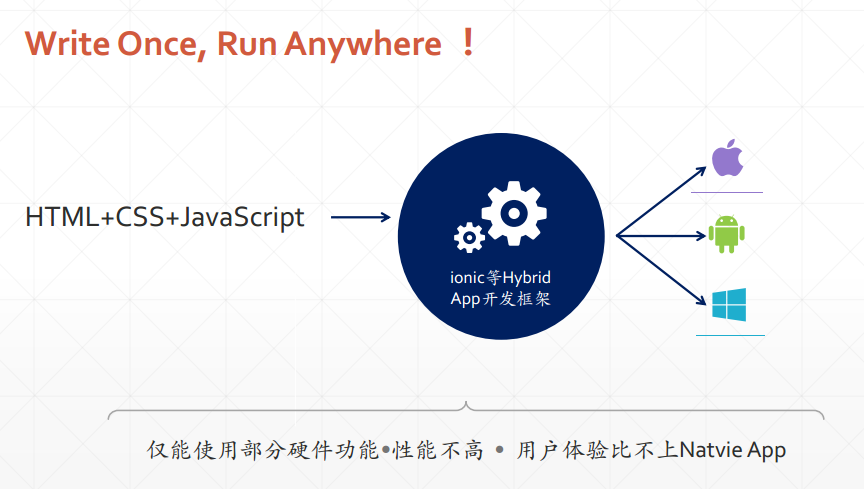 Write Once, Run Anywhere ！
HTML+CSS+JavaScript
ionic等Hybrid
App开发框架
仅能使用部分硬件功能•性能不高 • 用户体验比不上Natvie App